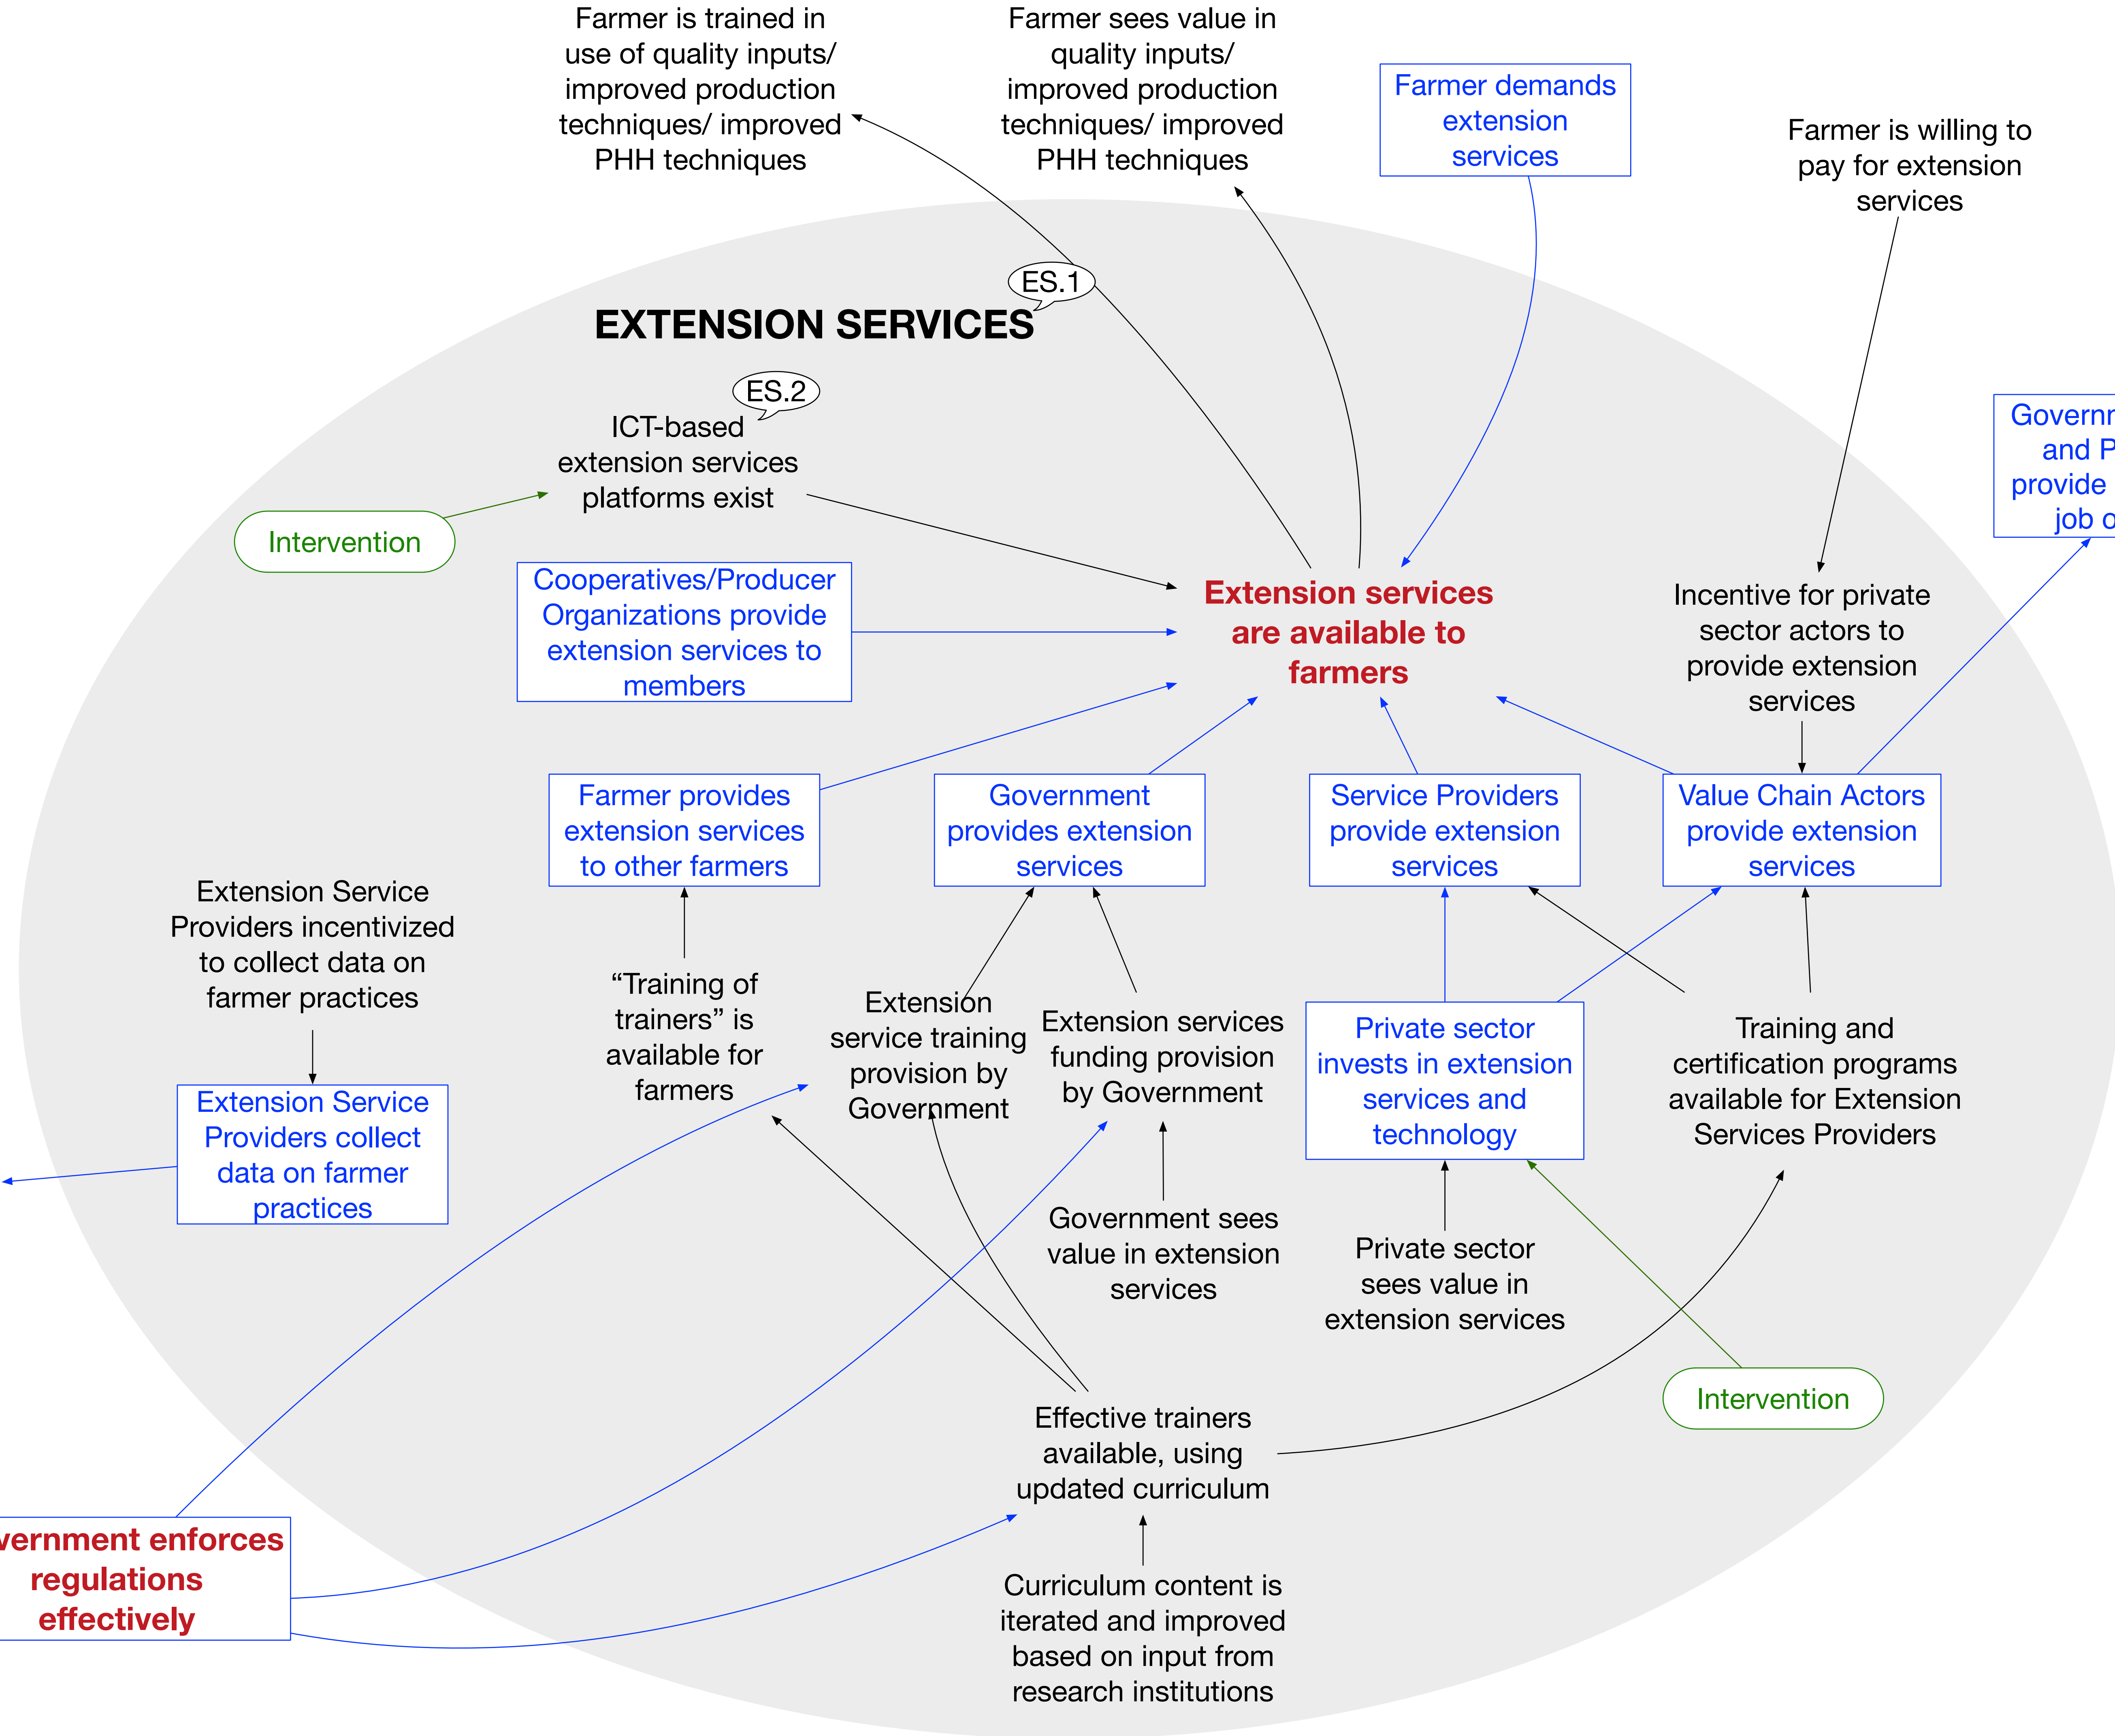 Farmer is trained in
use of quality inputs/
improved production
techniques/ improved
PHH techniques
Farmer sees value in
quality inputs/
improved production
techniques/ improved
PHH techniques
Farmer demands
extension
services
Farmer is willing to
pay for extension
services
ES.1
EXTENSION SERVICES
ES.2
ICT-based
extension services
platforms exist
Intervention
Cooperatives/Producer
Organizations provide
extension services to
members
Extension services
are available to
farmers
Incentive for private
sector actors to
provide extension
services
and
provide
job
Farmer provides
extension services
to other farmers
Government
provides extension
services
Service Providers
provide extension
services
Value Chain Actors
provide extension
services
Extension Service
Providers incentivized
to collect data on
farmer practices
Extension Service
Providers collect
data on farmer
practices
“Training of
trainers” is
available for
farmers
Extension
service training
provision by
Government
Extension services
funding provision
by Government
Private sector
invests in extension
services and
technology
Training and
certification programs
available for Extension
Services Providers
Government sees
value in extension
services
Private sector
sees value in
extension services
Intervention
Effective trainers
available, using
updated curriculum
vernment enforces
regulations
effectively
Curriculum content is
iterated and improved
based on input from
research institutions